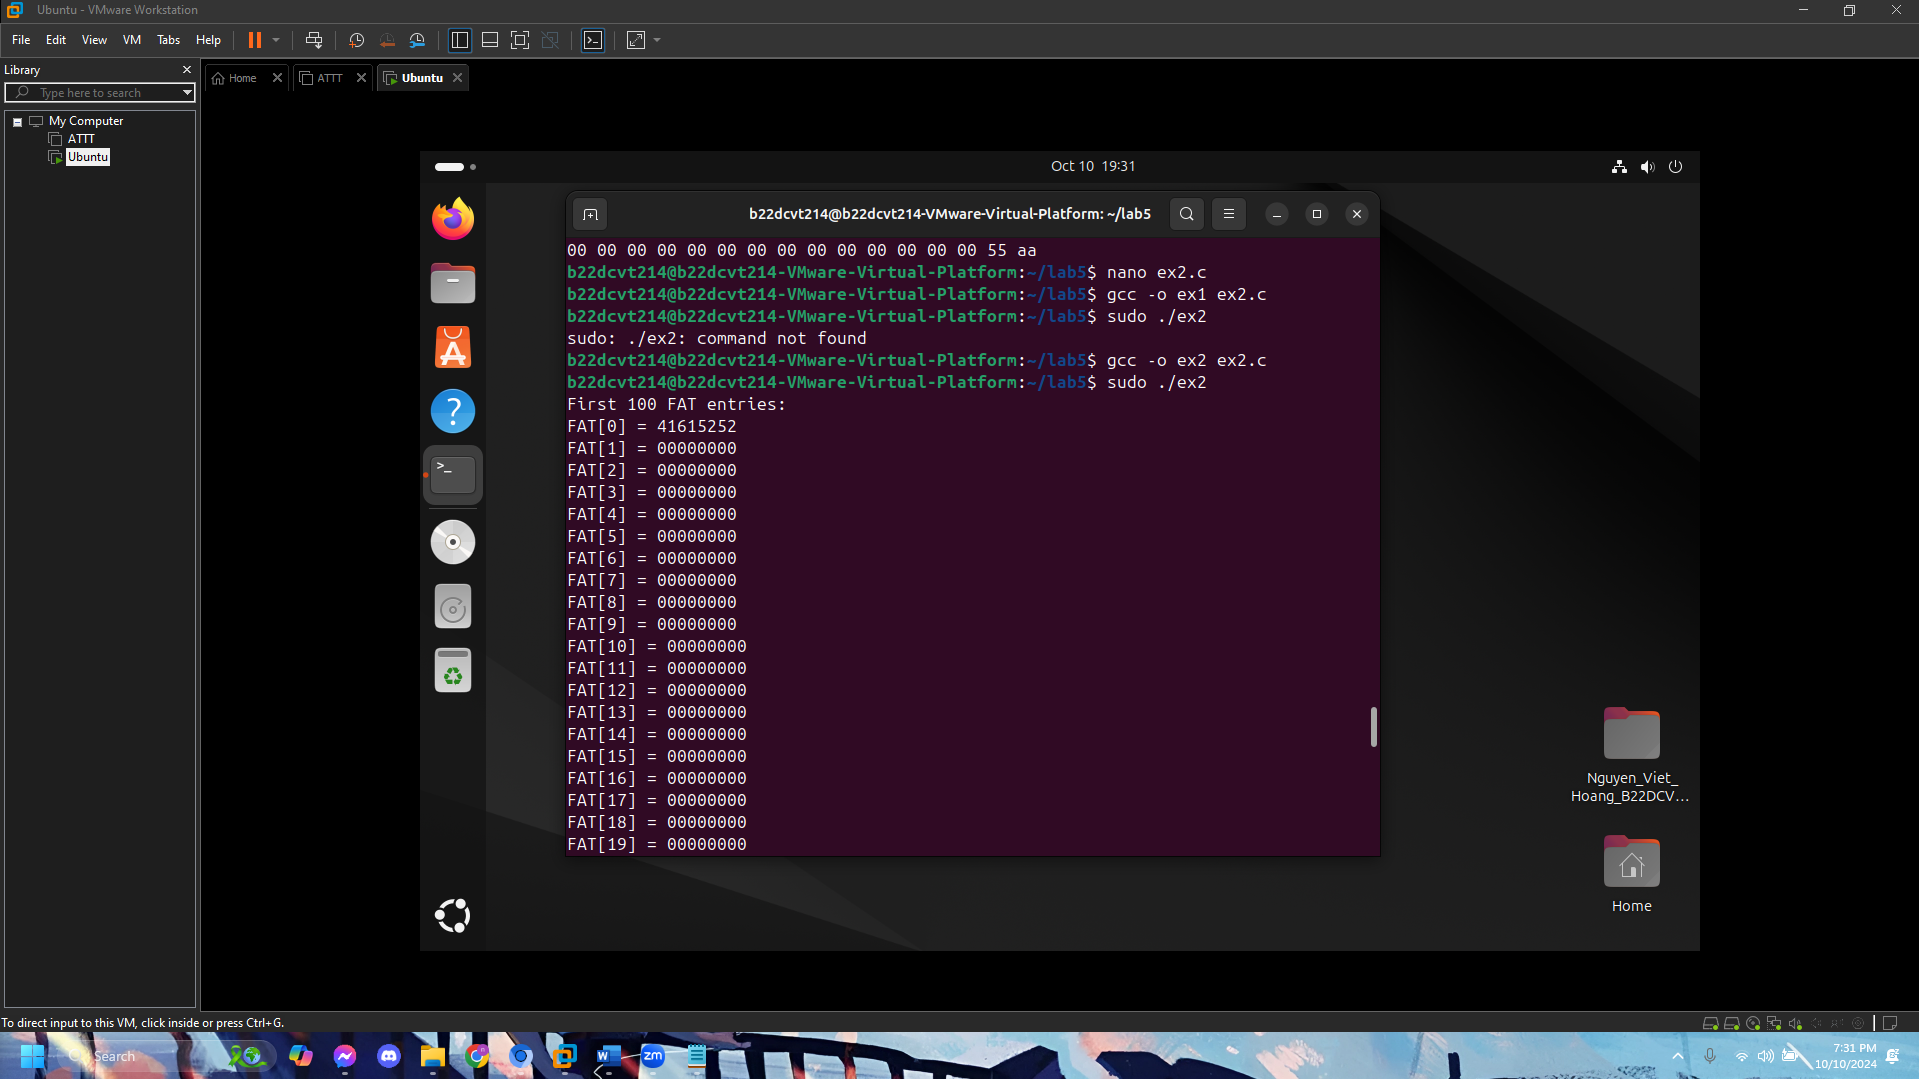 Ubuntu - VMware Workstation
File Edit View VM Tabs Help
Library
Type here to search
My Computer
ATTT
Ubuntu
Home
ATTT
Ubuntu
Oct 10 19:31
b22dcvt214@b22dcvt214-VMware-Virtual-Platform: ~/lab5
00 00 00 00 00 00 00 00 00 00 00 00 00 00 55 aa
b22dcvt214@b22dcvt214-VMware-Virtual-Platform:~/lab5$ nano ex2.c
b22dcvt214@b22dcvt214-VMware-Virtual-Platform:~/lab5$ gcc -o ex1 ex2.c
b22dcvt214@b22dcvt214-VMware-Virtual-Platform:~/lab5$ sudo ./ex2
sudo: ./ex2: command not found
b22dcvt214@b22dcvt214-VMware-Virtual-Platform:~/lab5$ gcc -o ex2 ex2.c
b22dcvt214@b22dcvt214-VMware-Virtual-Platform:~/lab5$ sudo ./ex2
First 100 FAT entries:
FAT[0] = 41615252
FAT[1] = 00000000
FAT[2] = 00000000
FAT[3] = 00000000
FAT[4] = 00000000
FAT[5] = 00000000
FAT[6] = 00000000
FAT[7] = 00000000
FAT[8] = 00000000
FAT[9] = 00000000
FAT[10] = 00000000
FAT[11] = 00000000
FAT[12] = 00000000
FAT[13] = 00000000
FAT[14] = 00000000
FAT[15] = 00000000
FAT[16] = 00000000
FAT[17] = 00000000
FAT[18] = 00000000
FAT[19] = 00000000
Nguyen_Viet_
Hoang_B22DCV...
Home
To direct input to this VM, click inside or press Ctrl+G.
Search
zm
7:31 PM
10/10/2024